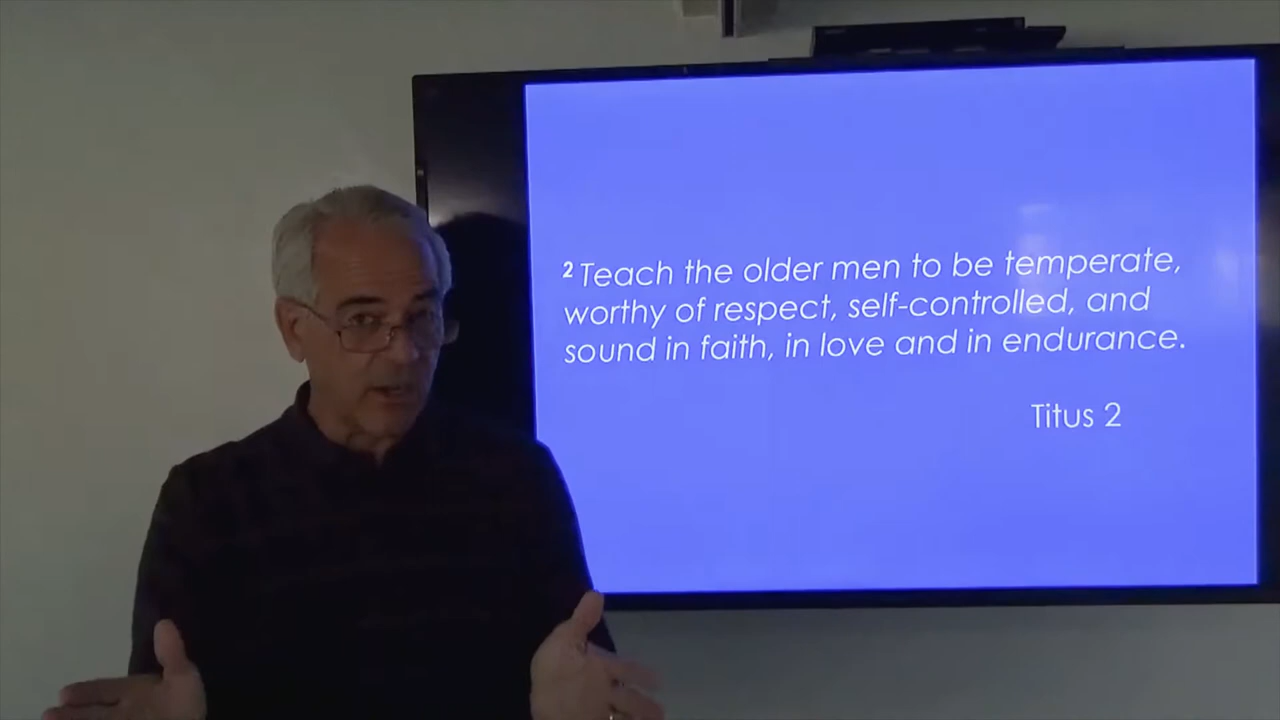 2 Teach the older men to be temperate,
worthy of respect, self-controlled, and
sound in faith, in love and in endurance.
Titus 2